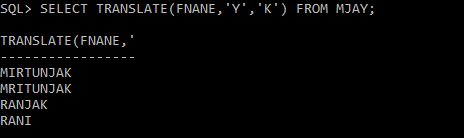 SQL> SELECT TRANSLATE(FNANE,'Y','K') FROM MJAY;
TRANSLATE(FNANE,'
-----------------
MIRTUNJAK
MRITUNJAK
RANJAK
RANI